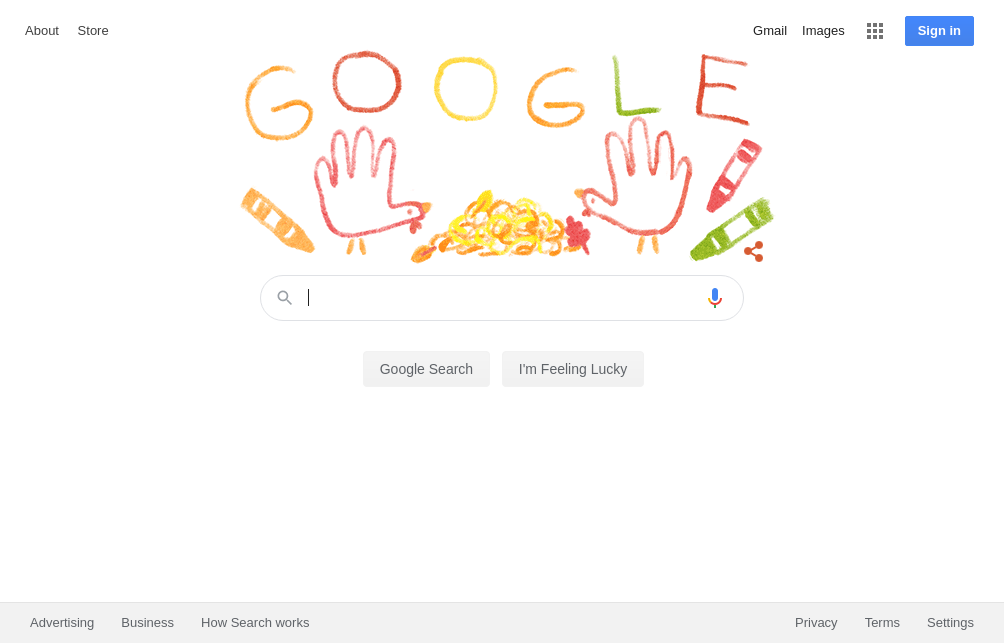 About Store
Gmail Images Sign in
GOOGLE
Google Search I'm Feeling Lucky
Advertising Business How Search works
Privacy Terms Settings